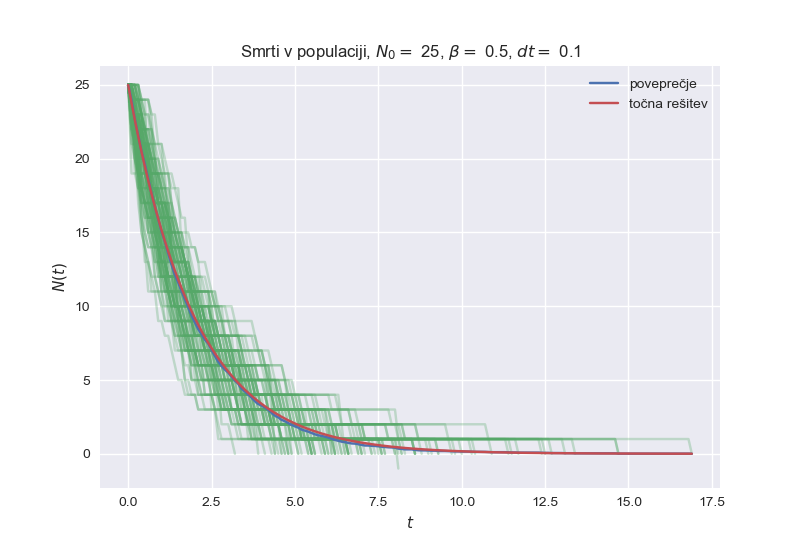 Smrti v populaciji, N₀ = 25, β = 0.5, dt = 0.1
poveprečje
točna rešitev
25
20
15
10
5
0
N(t)
0.0 2.5 5.0 7.5 10.0 12.5 15.0 17.5
t